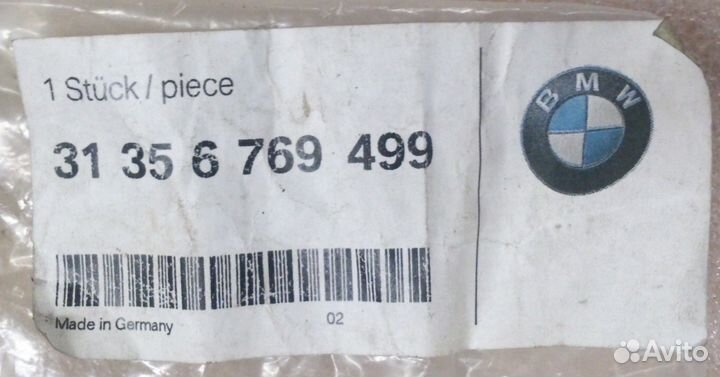 1 Stück / piece
31 35 6 769 499
BMW
Made in Germany 02
Avito